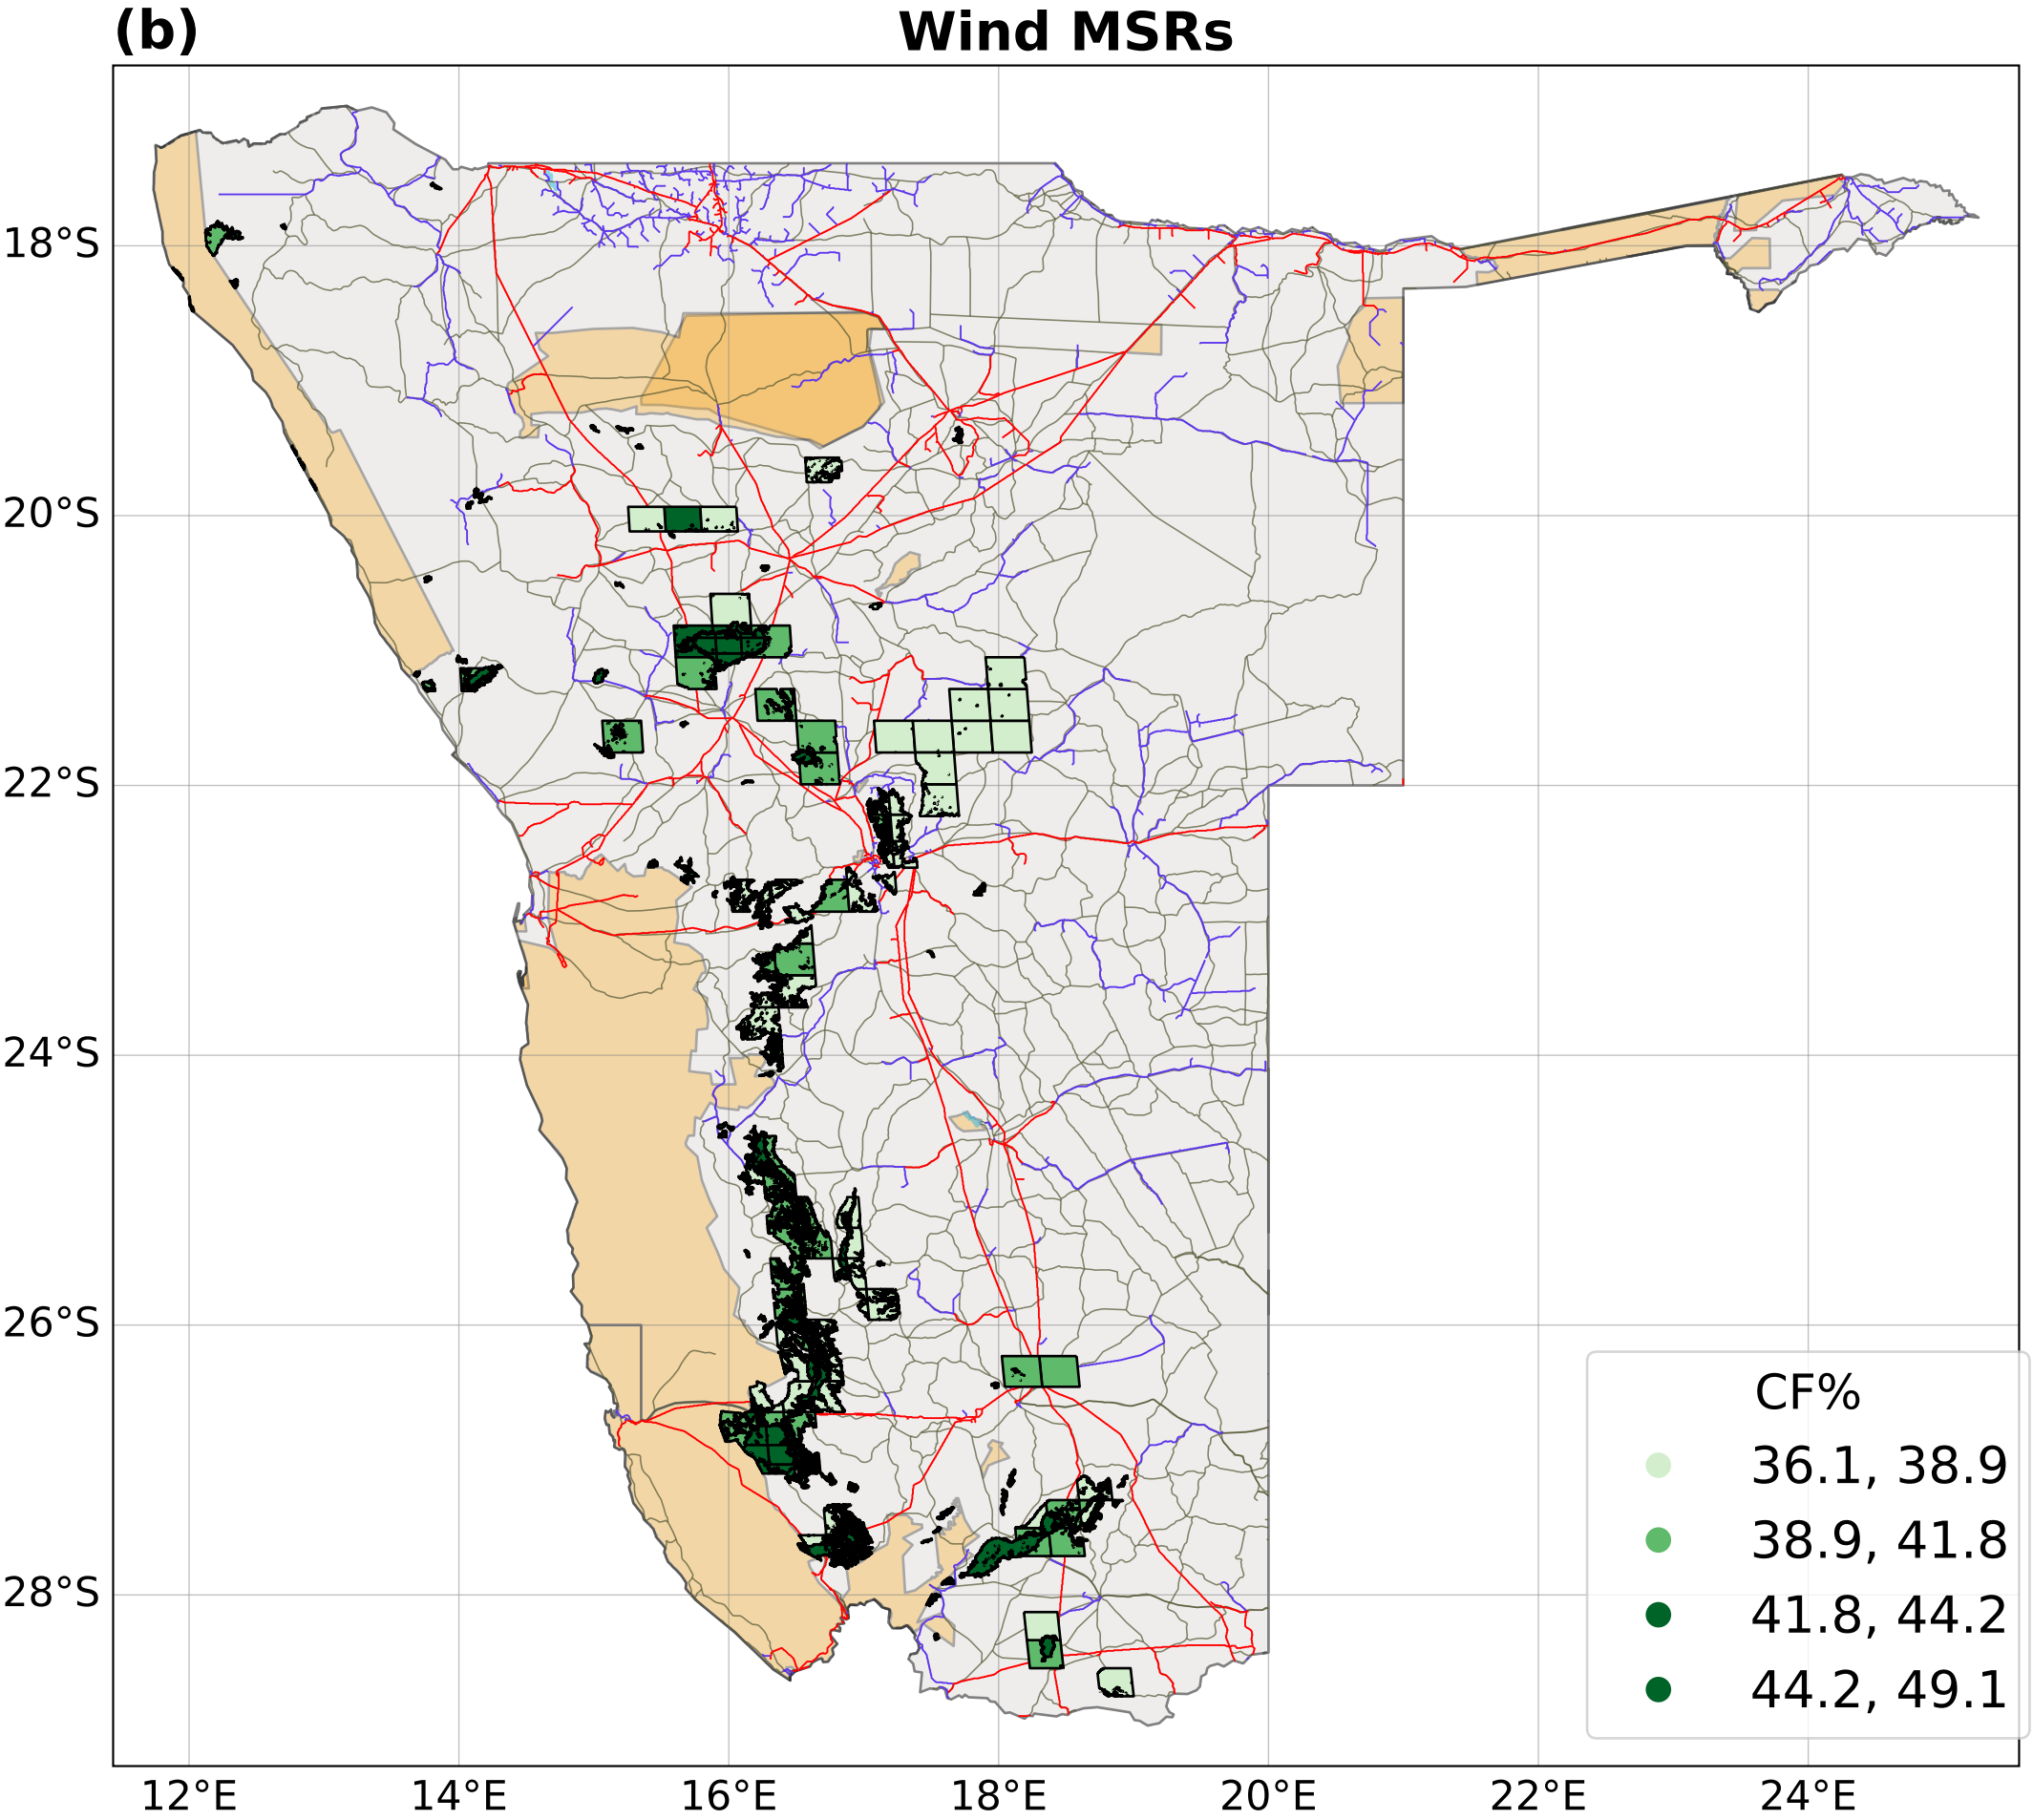 (b)
Wind MSRs
18°S
20°S
22°S
24°S
26°S
28°S
12°E
14°E
16°E
18°E
20°E
22°E
24°E
CF%
36.1, 38.9
38.9, 41.8
41.8, 44.2
44.2, 49.1